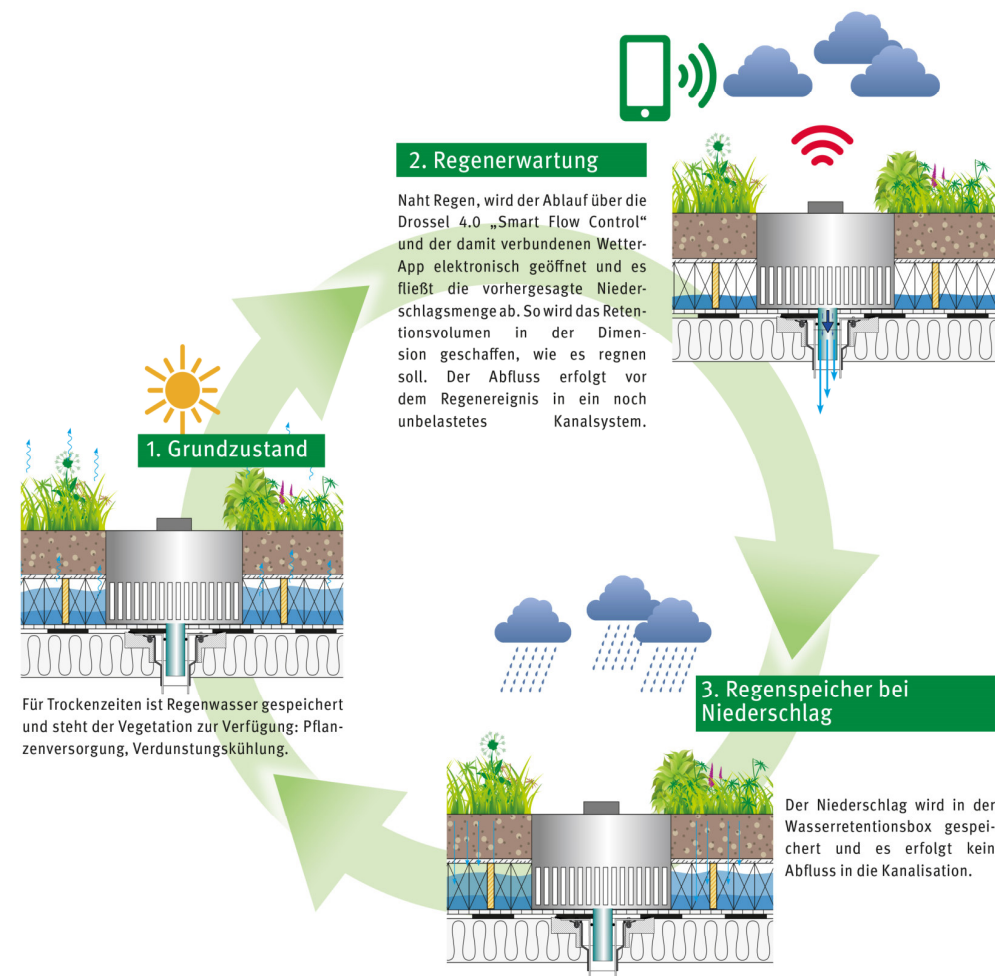 1. Grundzustand
Für Trockenzeiten ist Regenwasser gespeichert
und steht der Vegetation zur Verfügung: Pflan-
zenversorgung, Verdunstungskühlung.
2. Regenerwartung
Naht Regen, wird der Ablauf über die
Drossel 4.0 „Smart Flow Control“
und der damit verbundenen Wetter-
App elektronisch geöffnet und es
fließt die vorhergesagte Nieder-
schlagsmenge ab. So wird das Reten-
tionsvolumen in der Dimen-
sion geschaffen, wie es regnen
soll. Der Abfluss erfolgt vor
dem Regenereignis in ein noch
unbelastetes Kanalsystem.
3. Regenspeicher bei
Niederschlag
Der Niederschlag wird in der
Wasserretentionsbox gespei-
chert und es erfolgt kein
Abfluss in die Kanalisation.